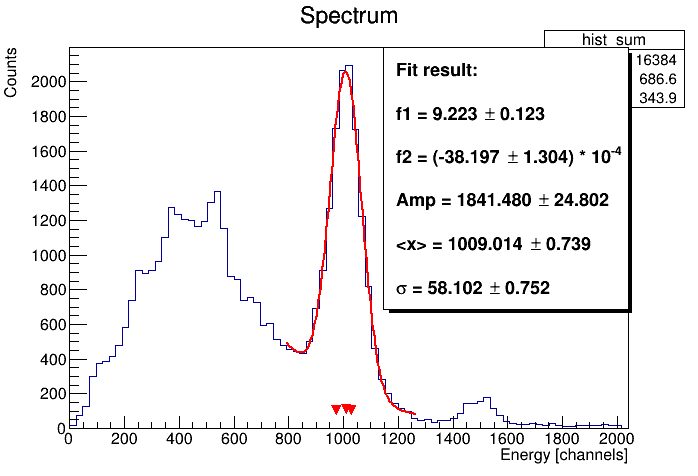 Spectrum
hist_sum
16384
686.6
343.9
Fit result:
f1 = 9.223 ± 0.123
f2 = (-38.197 ± 1.304) * 10⁻⁴
Amp = 1841.480 ± 24.802
<x> = 1009.014 ± 0.739
σ = 58.102 ± 0.752
Counts
2000
1800
1600
1400
1200
1000
800
600
400
200
0
0 200 400 600 800 1000 1200 1400 1600 1800 2000
Energy [channels]